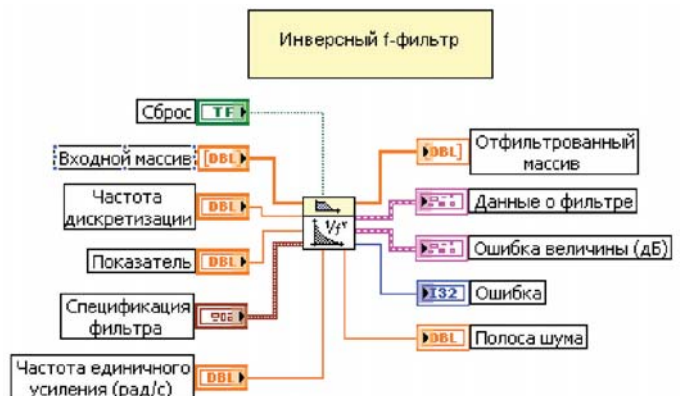 Инверсный f-фильтр
Сброс
TF
Входной массив
[DBL]
Частота
дискретизации
DBL
Показатель
DBL
Спецификация
фильтра
Частота единичного
усиления (рад/с)
DBL
1/fˣ
[DBL]
Отфильтрованный
массив
Данные о фильтре
Ошибка величины (дБ)
I32
Ошибка
DBL
Полоса шума